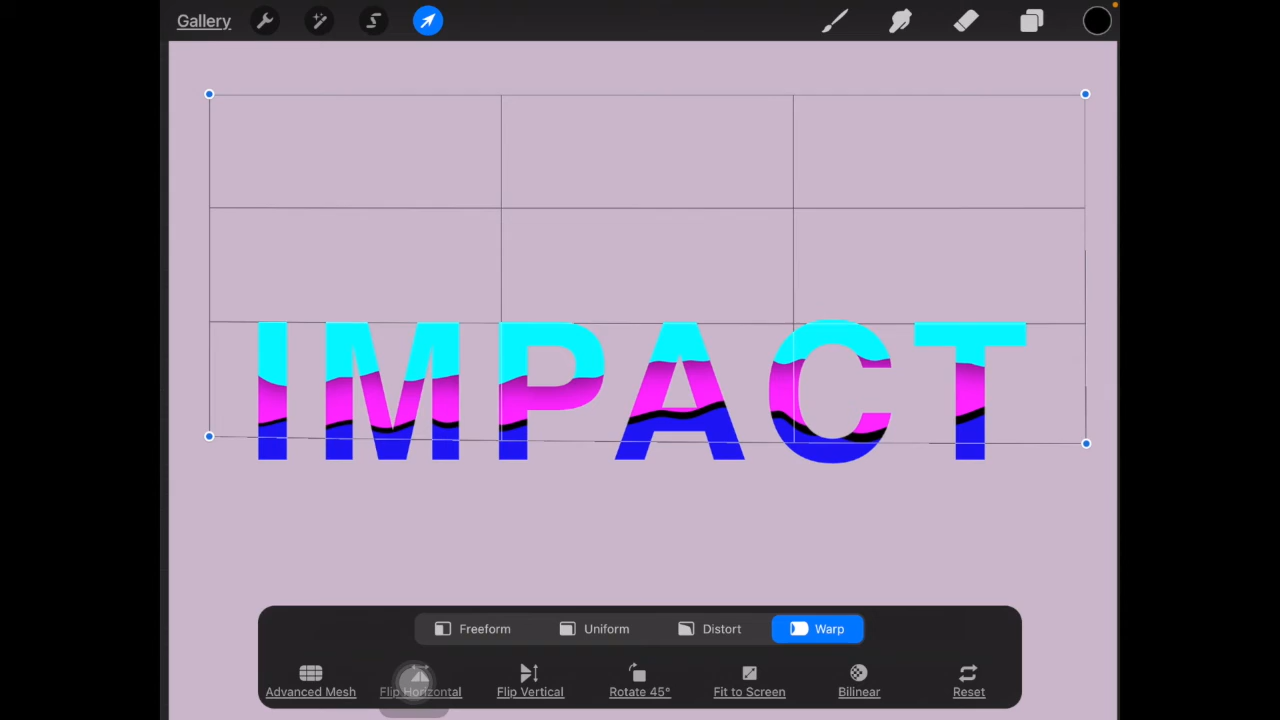 Gallery
IMPACT
Freeform Uniform Distort Warp
Advanced Mesh Flip Horizontal Flip Vertical Rotate 45° Fit to Screen Bilinear Reset